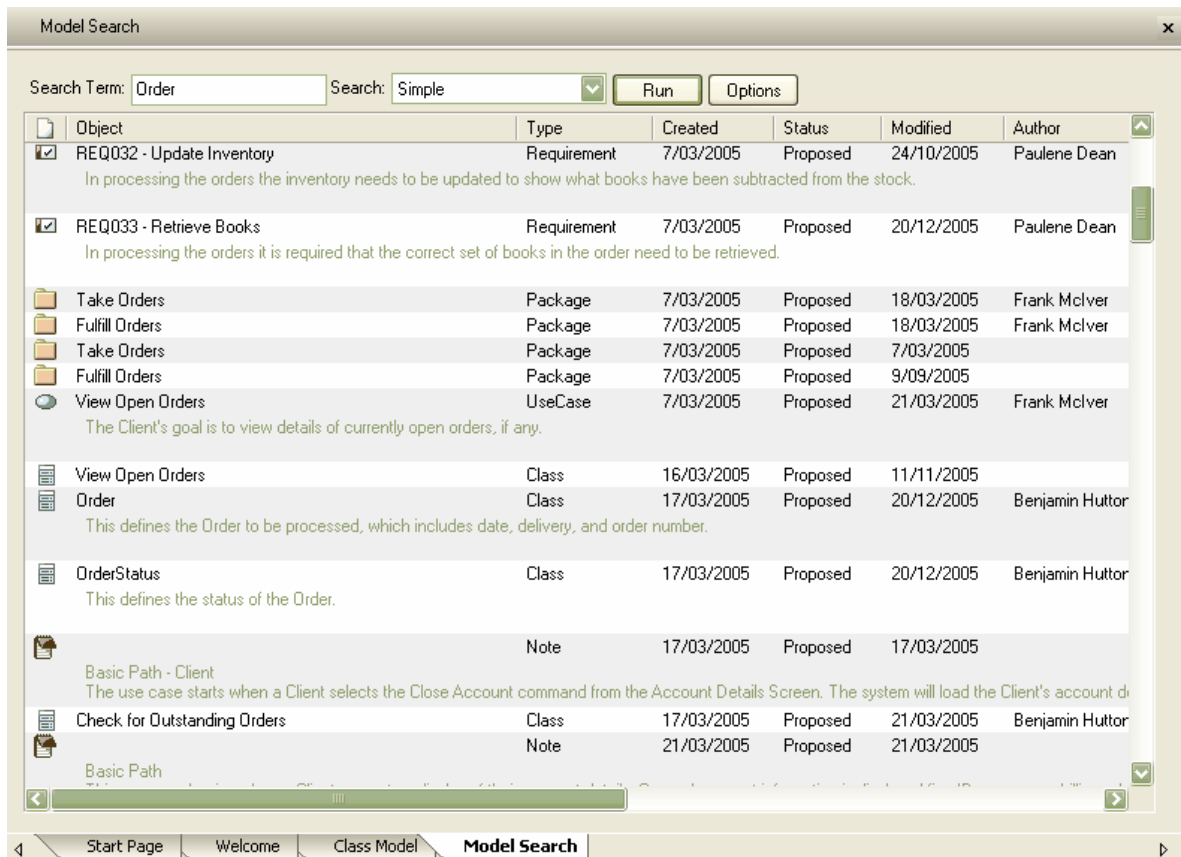 Model Search
Search Term: Order Search: Simple Run Options
Object Type Created Status Modified Author
REQ032 - Update Inventory Requirement 7/03/2005 Proposed 24/10/2005 Paulene Dean
In processing the orders the inventory needs to be updated to show what books have been subtracted from the stock.
REQ033 - Retrieve Books Requirement 7/03/2005 Proposed 20/12/2005 Paulene Dean
In processing the orders it is required that the correct set of books in the order need to be retrieved.
Take Orders Package 7/03/2005 Proposed 18/03/2005 Frank McIver
Fulfill Orders Package 7/03/2005 Proposed 18/03/2005 Frank McIver
Take Orders Package 7/03/2005 Proposed 7/03/2005
Fulfill Orders Package 7/03/2005 Proposed 9/09/2005
View Open Orders UseCase 7/03/2005 Proposed 21/03/2005 Frank McIver
The Client's goal is to view details of currently open orders, if any.
View Open Orders Class 16/03/2005 Proposed 11/11/2005
Order Class 17/03/2005 Proposed 20/12/2005 Benjamin Hutton
This defines the Order to be processed, which includes date, delivery, and order number.
OrderStatus Class 17/03/2005 Proposed 20/12/2005 Benjamin Hutton
This defines the status of the Order.
Note 17/03/2005 Proposed 17/03/2005
Basic Path - Client
The use case starts when a Client selects the Close Account command from the Account Details Screen. The system will load the Client's account
Check for Outstanding Orders Class 17/03/2005 Proposed 21/03/2005 Benjamin Hutton
Note 21/03/2005 Proposed 21/03/2005
Basic Path
Start Page Welcome Class Model Model Search